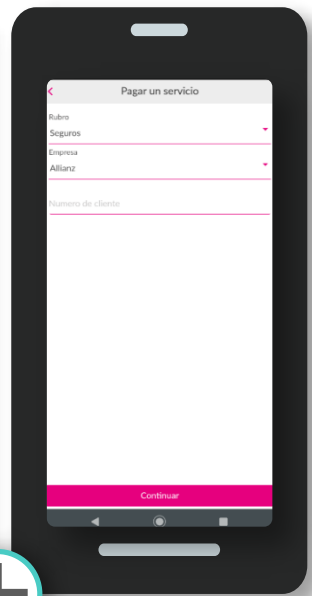 Pagar un servicio
Rubro
Seguros
Empresa
Allianz
Numero de cliente
Continuar